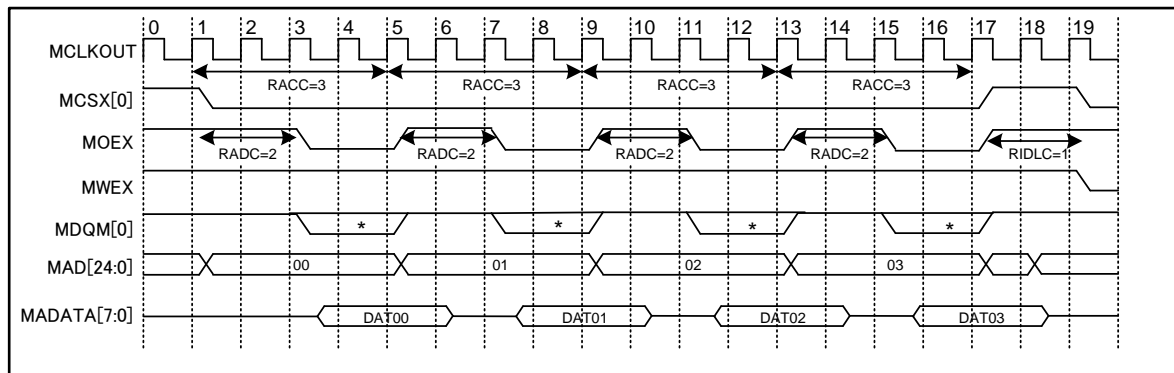 0 1 2 3 4 5 6 7 8 9 10 11 12 13 14 15 16 17 18 19
MCLKOUT
RACC=3 RACC=3 RACC=3 RACC=3
MCSX[0]
MOEX
RADC=2 RADC=2 RADC=2 RADC=2 RIDLC=1
MWEX
MDQM[0]
* * * *
MAD[24:0] 00 01 02 03
MADATA[7:0] DAT00 DAT01 DAT02 DAT03